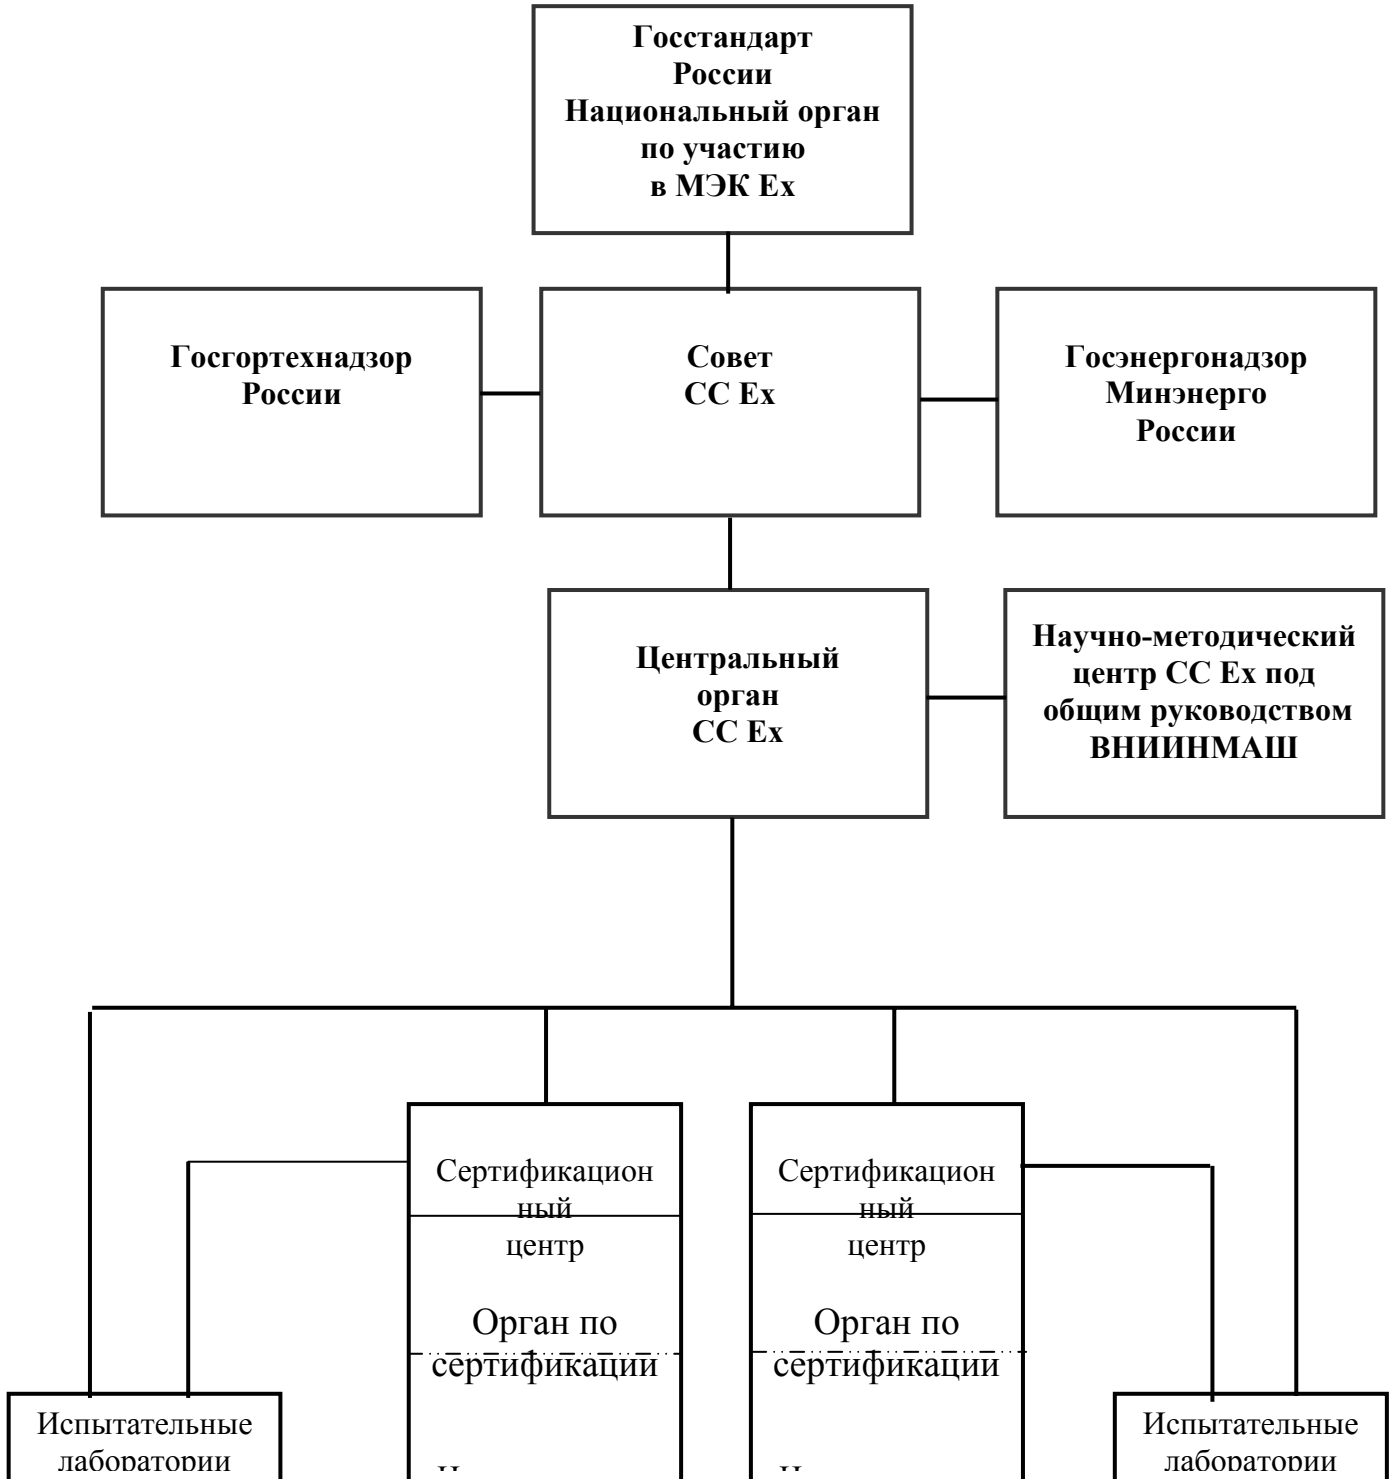 Госстандарт
России
Национальный орган
по участию
в МЭК Ех
Госгортехнадзор
России
Совет
СС Ех
Госэнергонадзор
Минэнерго
России
Центральный
орган
СС Ех
Научно-методический
центр СС Ех под
общим руководством
ВНИИНМАШ
Сертификацион
ный
центр
Орган по
сертификации
Сертификацион
ный
центр
Орган по
сертификации
Испытательные
лаборатории
Испытательные
лаборатории